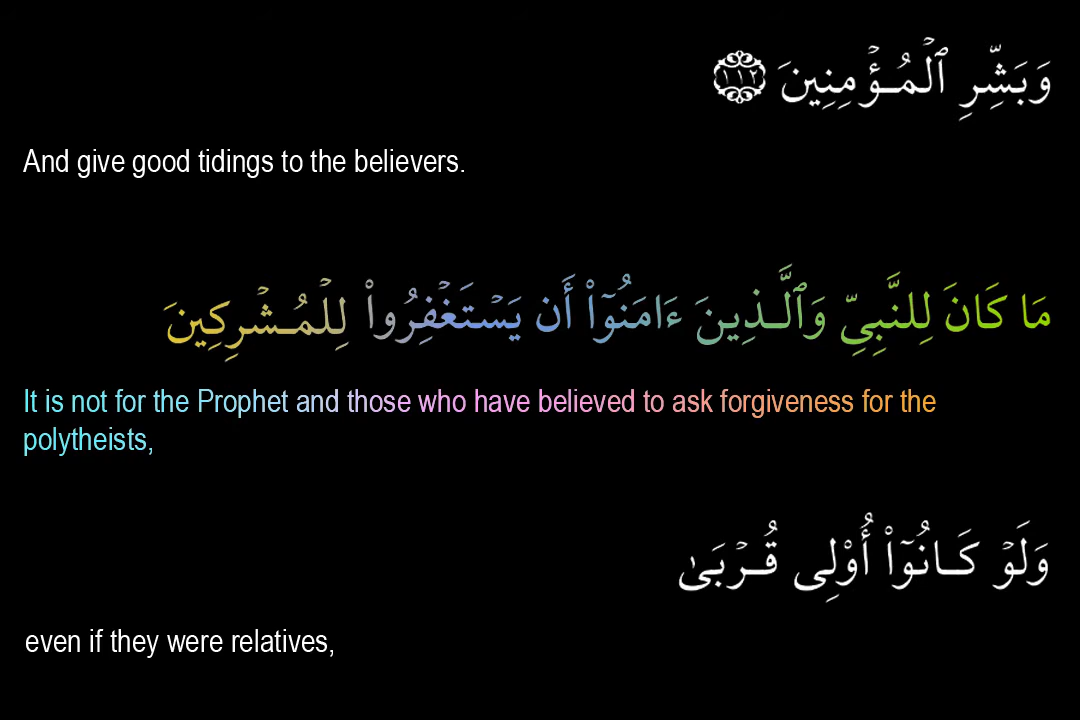 وَبَشِّرِ ٱلۡمُؤۡمِنِينَ ١١٢
And give good tidings to the believers.
مَا كَانَ لِلنَّبِيِّ وَٱلَّذِينَ ءَامَنُوٓاْ أَن يَسۡتَغۡفِرُواْ لِلۡمُشۡرِكِينَ
It is not for the Prophet and those who have believed to ask forgiveness for the
polytheists,
وَلَوۡ كَانُوٓاْ أُوْلِى قُرۡبَىٰ
even if they were relatives,